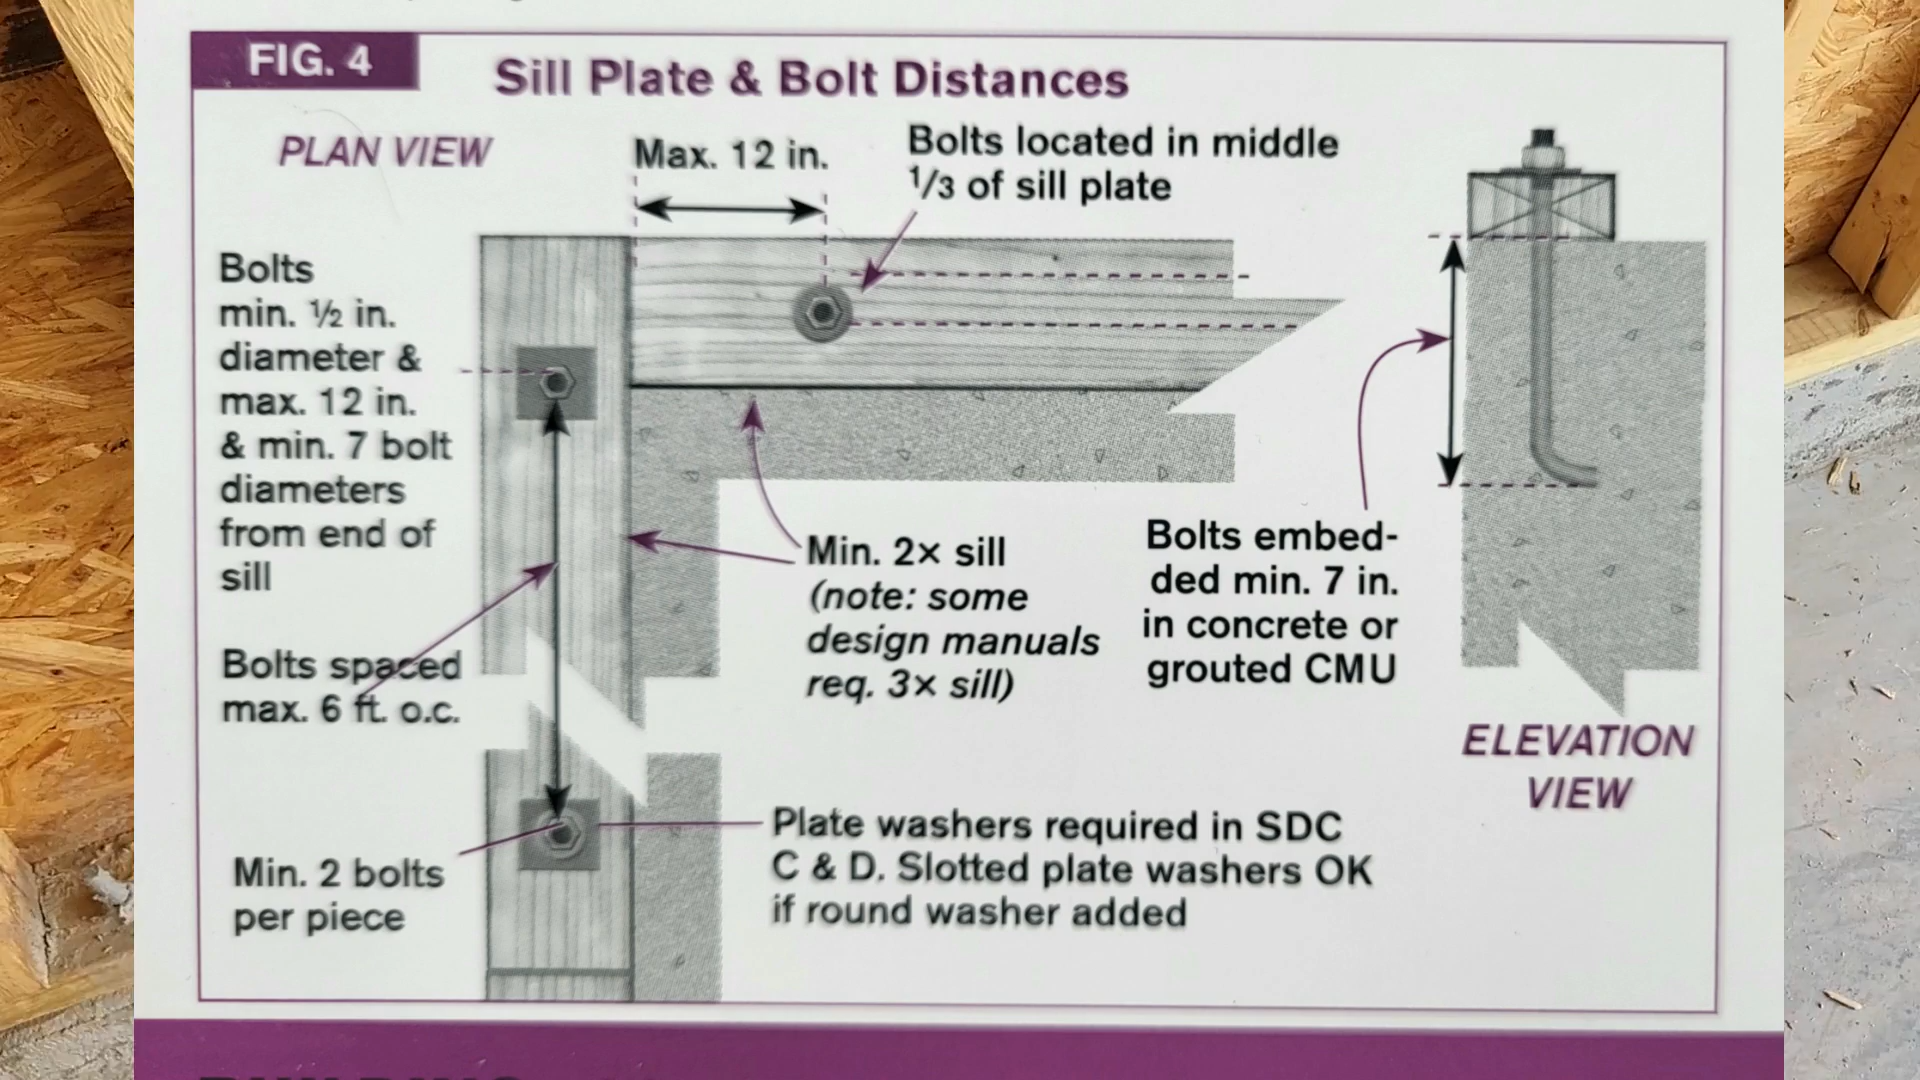 FIG. 4
Sill Plate & Bolt Distances
PLAN VIEW
Max. 12 in.
Bolts located in middle
1/3 of sill plate
Bolts
min. ½ in.
diameter &
max. 12 in.
& min. 7 bolt
diameters
from end of
sill
Bolts spaced
max. 6 ft. o.c.
Min. 2 bolts
per piece
Min. 2× sill
(note: some
design manuals
req. 3× sill)
Bolts embed-
ded min. 7 in.
in concrete or
grouted CMU
ELEVATION
VIEW
Plate washers required in SDC
C & D. Slotted plate washers OK
if round washer added